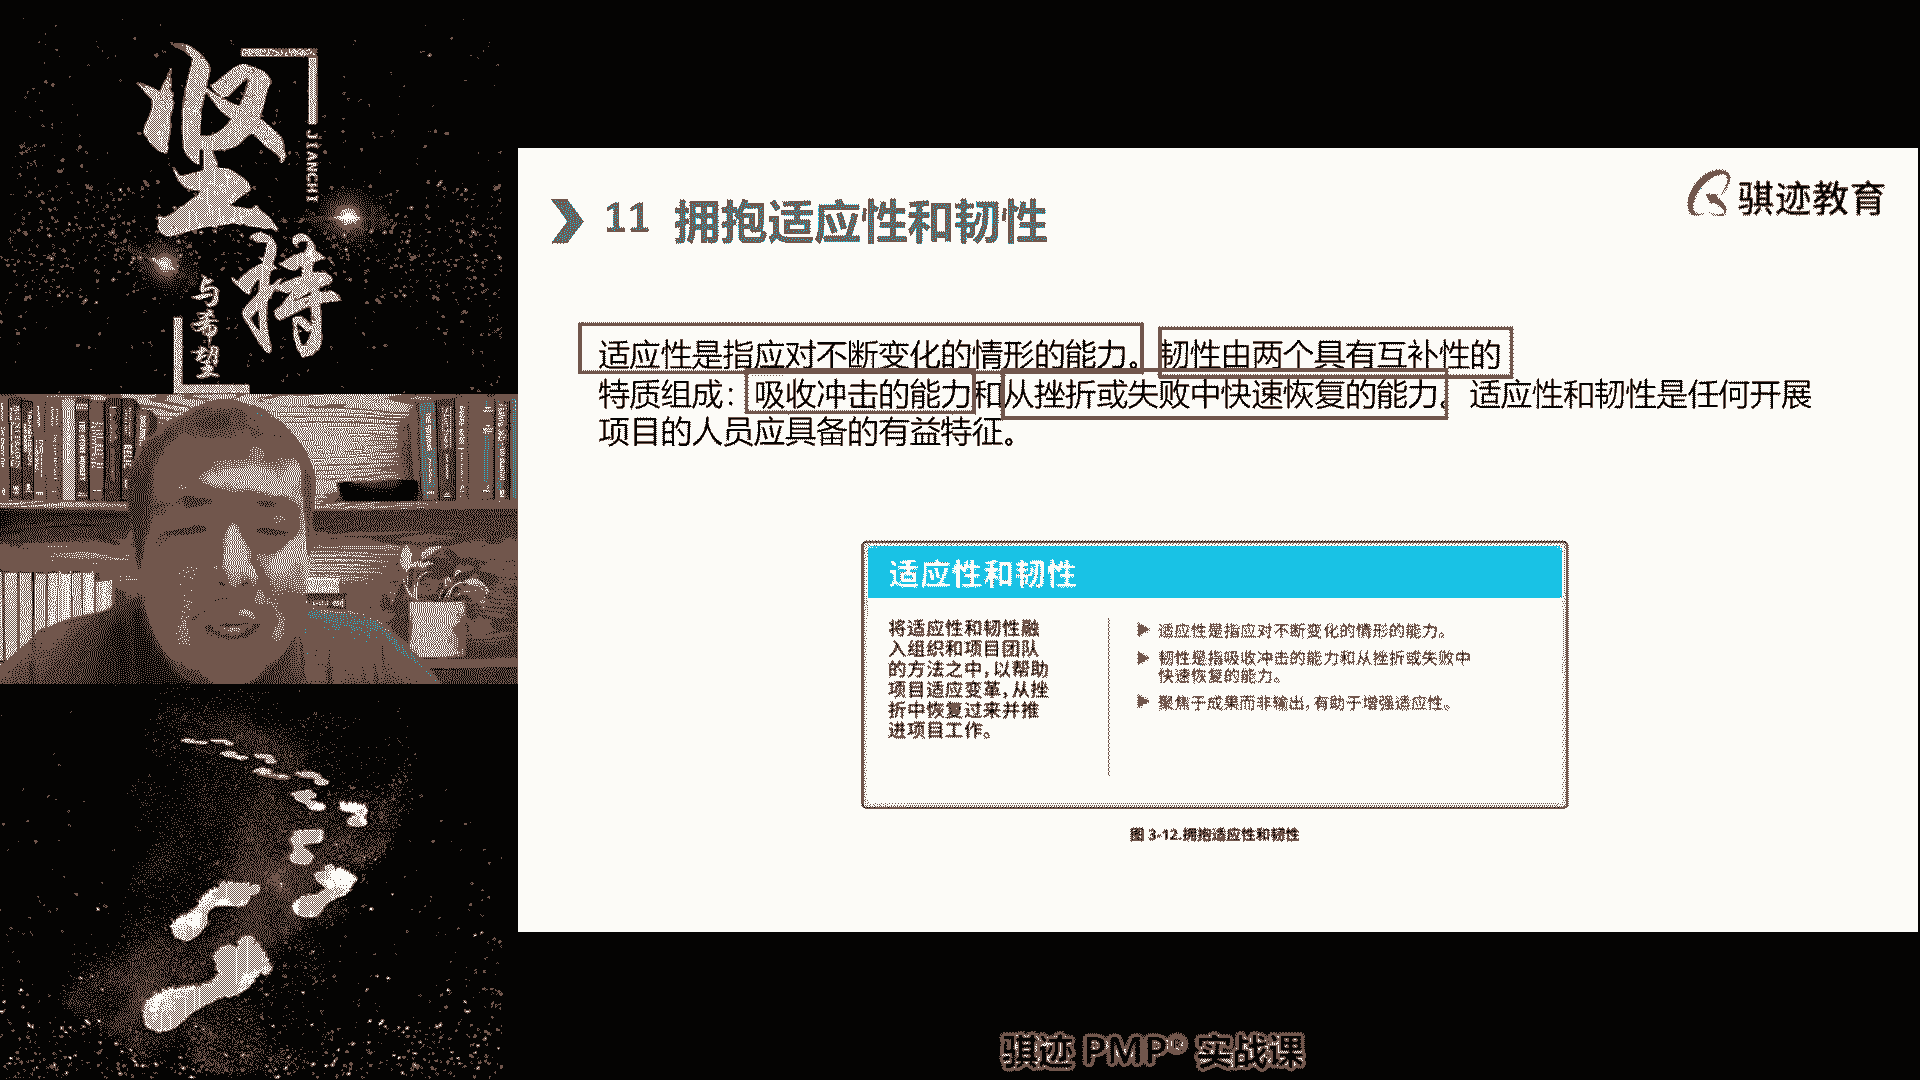 坚持
JIANCHI
与希望
骐迹教育
11 拥抱适应性和韧性
适应性是指应对不断变化的情形的能力。 韧性由两个具有互补性的
特质组成：吸收冲击的能力和从挫折或失败中快速恢复的能力。 适应性和韧性是任何开展
项目的人员应具备的有益特征。
适应性和韧性
将适应性和韧性融
入组织和项目团队
的方法之中，以帮助
项目适应变革，从挫
折中恢复过来并推
进项目工作。
适应性是指应对不断变化的情形的能力。
韧性是指吸收冲击的能力和从挫折或失败中
快速恢复的能力。
聚焦于成果而非输出，有助于增强适应性。
图 3-12.拥抱适应性和韧性
骐迹 PMP® 实战课